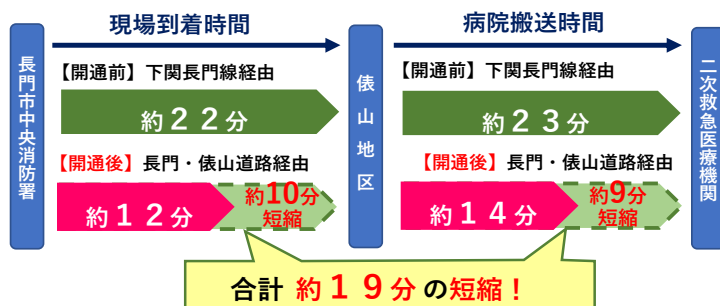 現場到着時間
病院搬送時間
長門市中央消防署
【開通前】下関長門線経由
約２２分
【開通後】長門・俵山道路経由
約１２分
約10分
短縮
俵山地区
【開通前】下関長門線経由
約２３分
【開通後】長門・俵山道路経由
約１４分
約9分
短縮
二次救急医療機関
合計 約１９分の短縮！